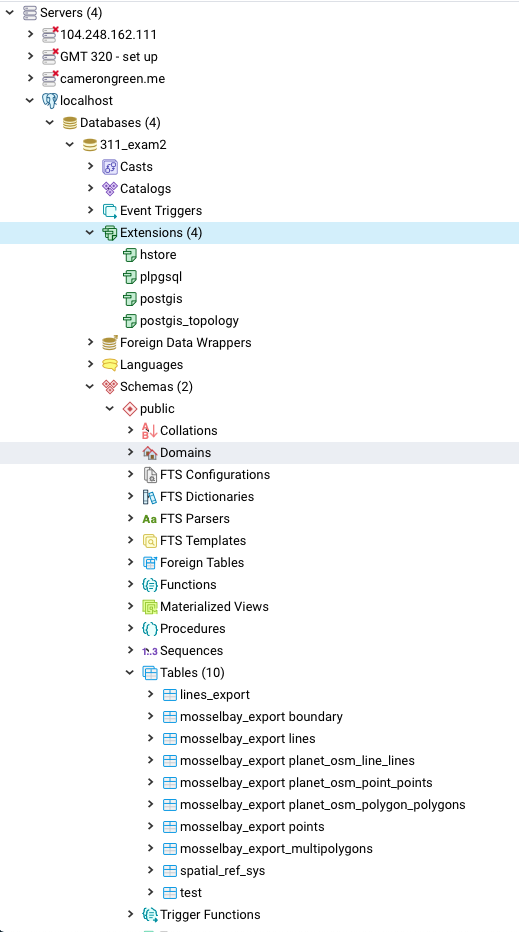 Servers (4)
104.248.162.111
GMT 320 - set up
camerongreen.me
localhost
Databases (4)
311_exam2
Casts
Catalogs
Event Triggers
Extensions (4)
hstore
plpgsql
postgis
postgis_topology
Foreign Data Wrappers
Languages
Schemas (2)
public
Collations
Domains
FTS Configurations
FTS Dictionaries
Aa FTS Parsers
FTS Templates
Foreign Tables
Functions
Materialized Views
Procedures
1..3 Sequences
Tables (10)
lines_export
mosselbay_export boundary
mosselbay_export lines
mosselbay_export planet_osm_line_lines
mosselbay_export planet_osm_point_points
mosselbay_export planet_osm_polygon_polygons
mosselbay_export points
mosselbay_export_multipolygons
spatial_ref_sys
test
Trigger Functions